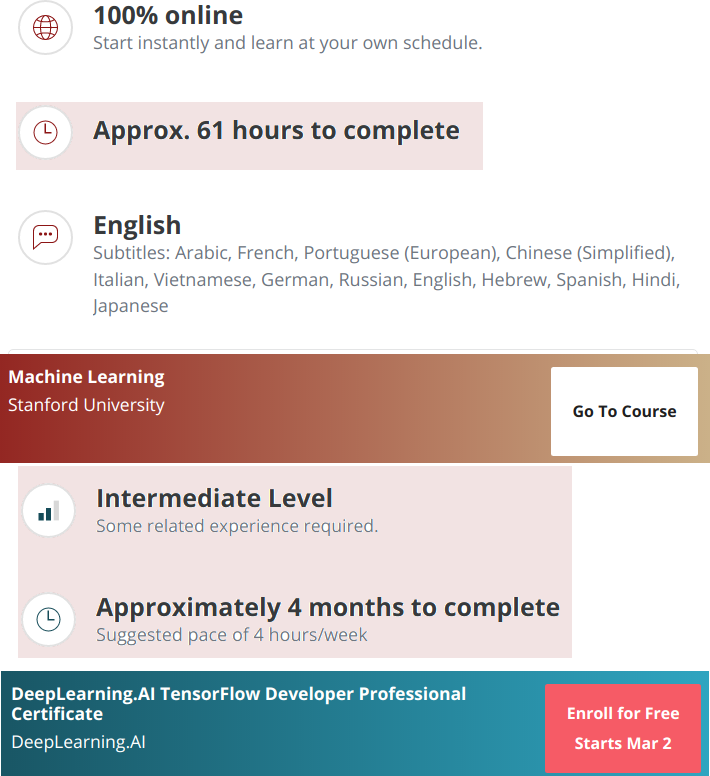 100% online
Start instantly and learn at your own schedule.
Approx. 61 hours to complete
English
Subtitles: Arabic, French, Portuguese (European), Chinese (Simplified),
Italian, Vietnamese, German, Russian, English, Hebrew, Spanish, Hindi,
Japanese
Machine Learning
Stanford University
Go To Course
Intermediate Level
Some related experience required.
Approximately 4 months to complete
Suggested pace of 4 hours/week
DeepLearning.AI TensorFlow Developer Professional
Certificate
DeepLearning.AI
Enroll for Free
Starts Mar 2